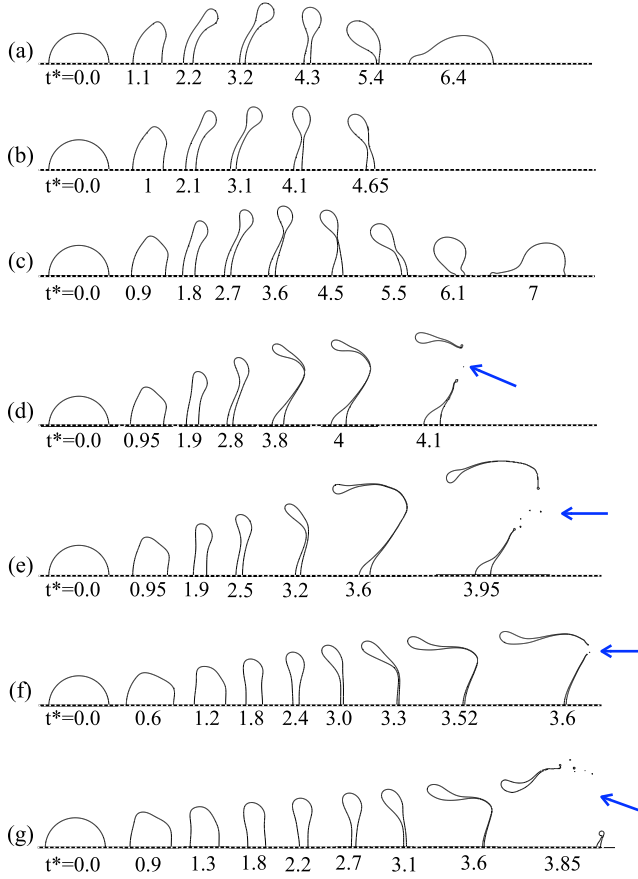 (a)
t*=0.0 1.1 2.2 3.2 4.3 5.4 6.4
(b)
t*=0.0 1 2.1 3.1 4.1 4.65
(c)
t*=0.0 0.9 1.8 2.7 3.6 4.5 5.5 6.1 7
(d)
t*=0.0 0.95 1.9 2.8 3.8 4 4.1
(e)
t*=0.0 0.95 1.9 2.5 3.2 3.6 3.95
(f)
t*=0.0 0.6 1.2 1.8 2.4 3.0 3.3 3.52 3.6
(g)
t*=0.0 0.9 1.3 1.8 2.2 2.7 3.1 3.6 3.85